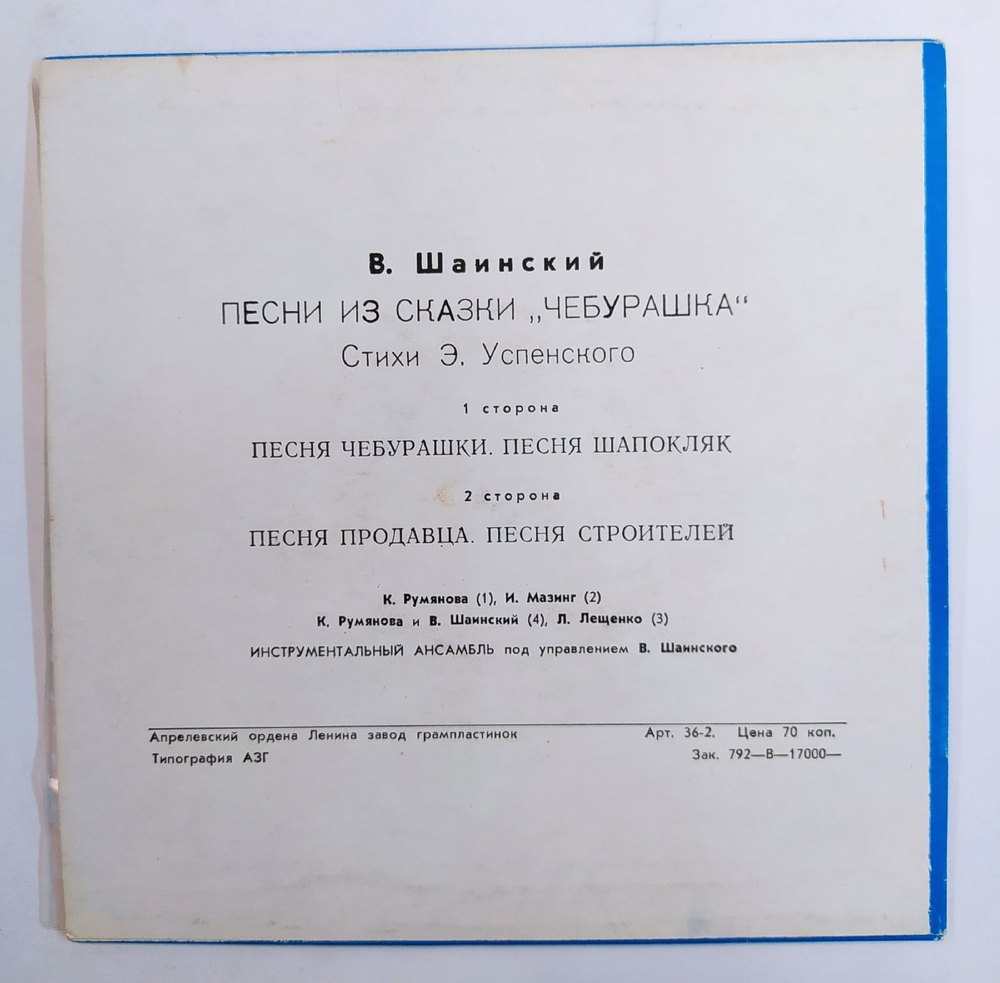 В. Шаинский
ПЕСНИ ИЗ СКАЗКИ „ЧЕБУРАШКА“
Стихи Э. Успенского
1 сторона
ПЕСНЯ ЧЕБУРАШКИ. ПЕСНЯ ШАПОКЛЯК
2 сторона
ПЕСНЯ ПРОДАВЦА. ПЕСНЯ СТРОИТЕЛЕЙ
К. Румянова (1), И. Мазинг (2)
К. Румянова и В. Шаинский (4), Л. Лещенко (3)
ИНСТРУМЕНТАЛЬНЫЙ АНСАМБЛЬ под управлением В. Шаинского
Апрелевский ордена Ленина завод грампластинок Арт. 36-2. Цена 70 коп.
Типография АЗГ Зак. 792—В—17000—